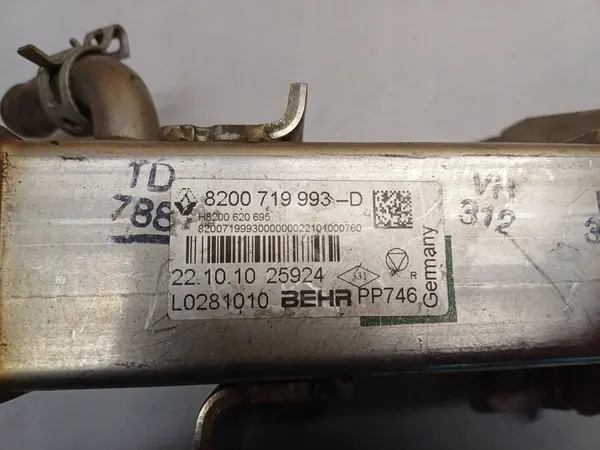 TD
788
8200 719 993-D
H8200 620 695
820071999300000022101000760
22.10.10 25924
331
R
L0281010 BEHR PP746
Germany
VH
312